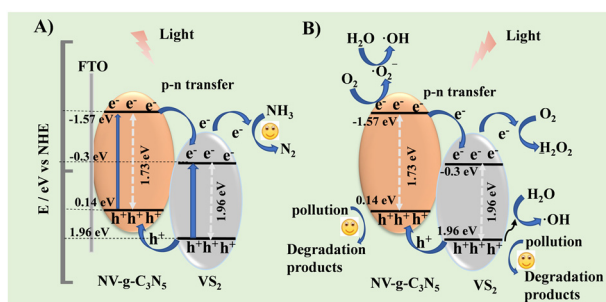 A)
Light
FTO
p-n transfer
E / eV vs NHE
e⁻ e⁻ e⁻
-1.57 eV
e⁻
e⁻
NH₃
N₂
-0.3 eV
e⁻ e⁻ e⁻
1.73 eV
1.96 eV
0.14 eV
h⁺h⁺h⁺
h⁺
1.96 eV
h⁺h⁺h⁺
NV-g-C₃N₅
VS₂
B)
Light
H₂O ·OH
·O₂⁻
O₂
p-n transfer
e⁻ e⁻ e⁻
-1.57 eV
e⁻
e⁻
O₂
H₂O₂
e⁻ e⁻ e⁻
-0.3 eV
1.73 eV
1.96 eV
0.14 eV
h⁺h⁺h⁺
H₂O
·OH
pollution
Degradation
products
h⁺
1.96 eV
h⁺h⁺h⁺
pollution
Degradation
products
NV-g-C₃N₅
VS₂